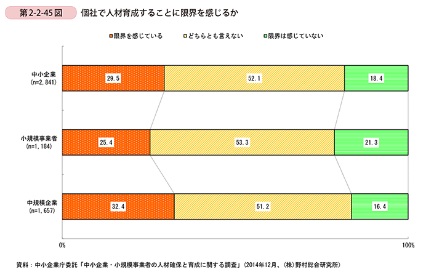 第2-2-45図 個社で人材育成することに限界を感じるか
限界を感じている どちらとも言えない 限界は感じていない
中小企業
(n=2,841)
29.5 52.1 18.4
小規模事業者
(n=1,184)
25.4 53.3 21.3
中規模企業
(n=1,657)
32.4 51.2 16.4
0% 100%
資料：中小企業庁委託「中小企業・小規模事業者の人材確保と育成に関する調査」(2014年12月、(株)野村総合研究所)